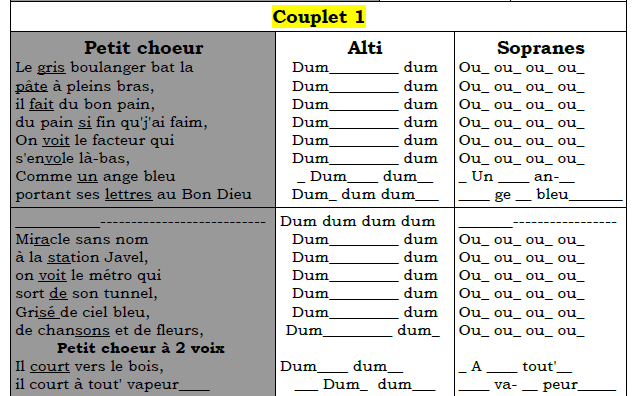 Couplet 1
Petit choeur
Le gris boulanger bat la
pâte à pleins bras,
il fait du bon pain,
du pain si fin qu'j'ai faim,
On voit le facteur qui
s'envole là-bas,
Comme un ange bleu
portant ses lettres au Bon Dieu
Alti
Dum_________ dum
Dum_________ dum
Dum_________ dum
Dum_________ dum
Dum_________ dum
Dum_________ dum
_ Dum____ dum__
Dum_ dum dum___
Sopranes
Ou_ ou_ ou_ ou_
Ou_ ou_ ou_ ou_
Ou_ ou_ ou_ ou_
Ou_ ou_ ou_ ou_
Ou_ ou_ ou_ ou_
Ou_ ou_ ou_ ou_
_ Un ____ an-__
____ ge __ bleu_______
___________---------------------------
Miracle sans nom
à la station Javel,
on voit le métro qui
sort de son tunnel,
Grisé de ciel bleu,
de chansons et de fleurs,
Petit choeur à 2 voix
Il court vers le bois,
il court à tout' vapeur____
Dum dum dum dum
Dum_________ dum
Dum_________ dum
Dum_________ dum
Dum_________ dum
Dum_________ dum
Dum_________ dum_
Dum____ dum__
___ Dum_ dum___
_______-----------------
Ou_ ou_ ou_ ou_
Ou_ ou_ ou_ ou_
Ou_ ou_ ou_ ou_
Ou_ ou_ ou_ ou_
Ou_ ou_ ou_ ou_
Ou_ ou_ ou_ ou_
_ A ____ tout'__
____ va- __ peur_____